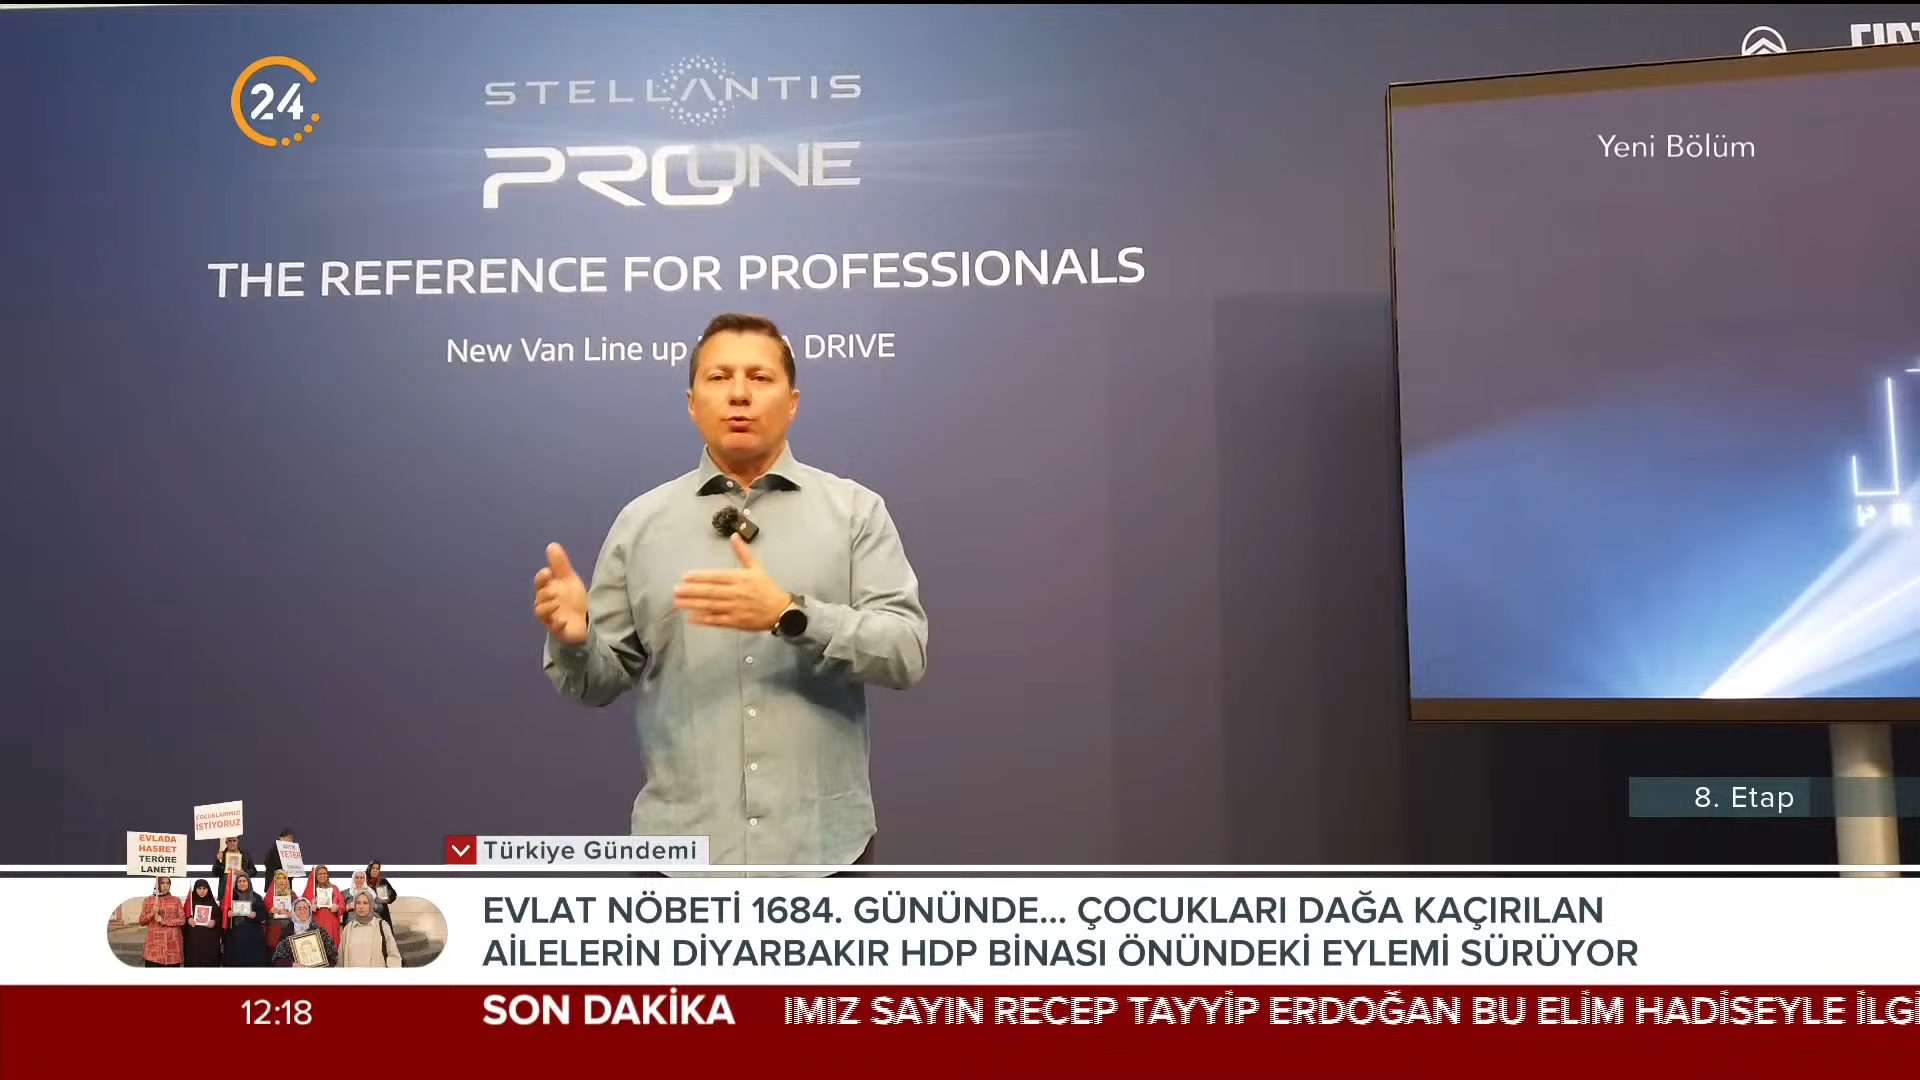 24
STELLANTIS
PRO ONE
THE REFERENCE FOR PROFESSIONALS
New Van Line up
DRIVE
Yeni Bölüm
8. Etap
ÇOCUKLARIMIZI
İSTİYORUZ
EVLADA
HASRET
TERÖRE
LANET!
ARTIK
YETER
Türkiye Gündemi
EVLAT NÖBETİ 1684. GÜNÜNDE... ÇOCUKLARI DAĞA KAÇIRILAN
AİLELERİN DİYARBAKIR HDP BİNASI ÖNÜNDEKİ EYLEMİ SÜRÜYOR
12:18
SON DAKİKA
IMIZ SAYIN RECEP TAYYİP ERDOĞAN BU ELİM HADİSEYLE İLGİ